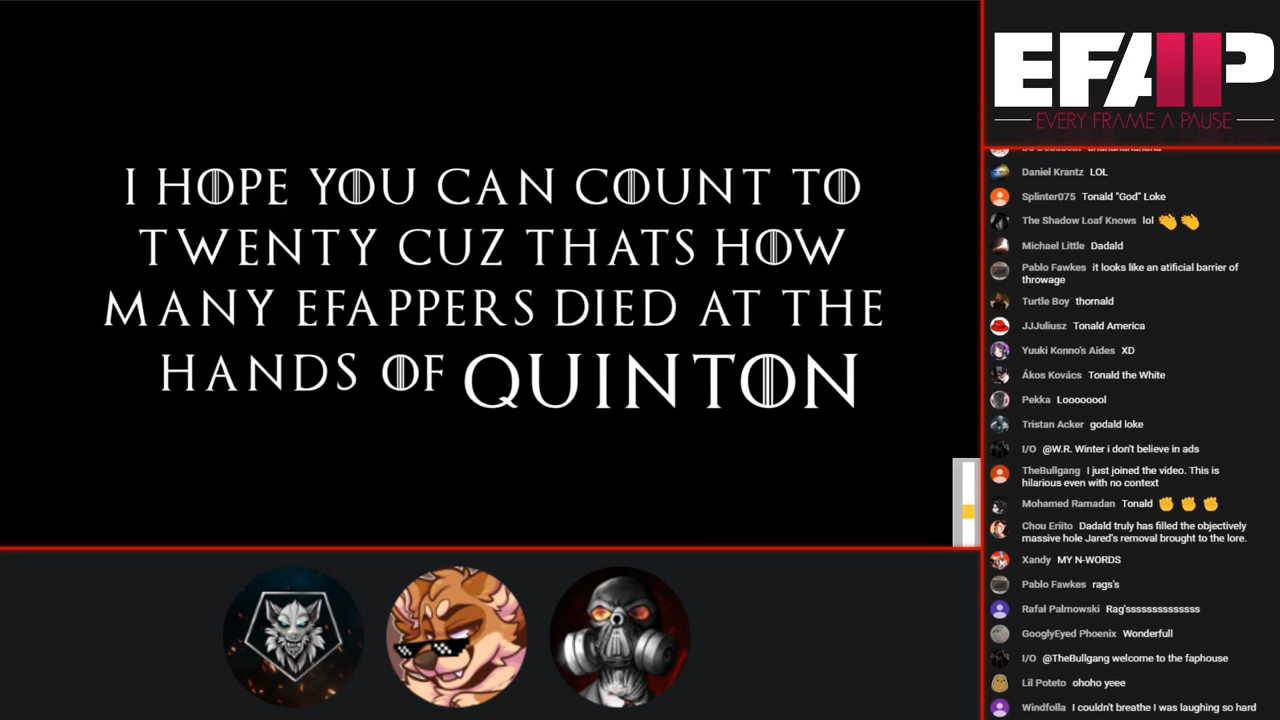 I HOPE YOU CAN COUNT TO
TWENTY CUZ THATS HOW
MANY EFAPPERS DIED AT THE
HANDS OF QUINTON
EFAP
EVERY FRAME A PAUSE
Daniel Krantz LOL
Splinter075 Tonald "God" Loke
The Shadow Loaf Knows lol 👏 👏
Michael Little Dadald
Pablo Fawkes it looks like an atificial barrier of
throwage
Turtle Boy thornald
JJJuliusz Tonald America
Yuuki Konno's Aides XD
Ákos Kovács Tonald the White
Pekka Loooooool
Tristan Acker godald loke
I/O @W.R. Winter i don't believe in ads
TheBullgang I just joined the video. This is
hilarious even with no context
Mohamed Ramadan Tonald ✊ ✊ ✊
Chou Eriito Dadald truly has filled the objectively
massive hole Jared's removal brought to the lore.
Xandy MY N-WORDS
Pablo Fawkes rags's
Rafał Palmowski Rag'ssssssssssssss
GooglyEyed Phoenix Wonderfull
I/O @TheBullgang welcome to the faphouse
Lil Poteto ohoho yeee
Windfolla I couldn't breathe I was laughing so hard